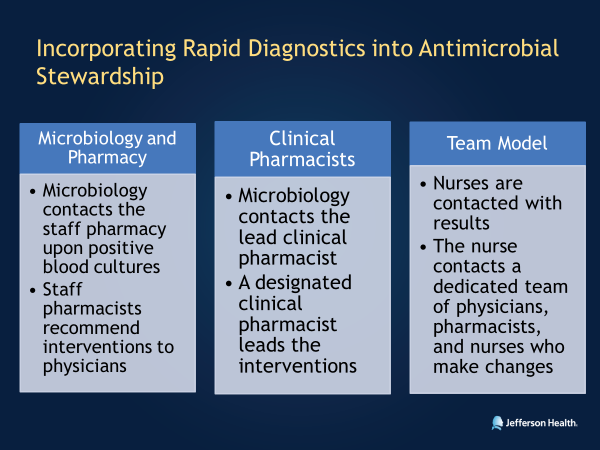 Incorporating Rapid Diagnostics into Antimicrobial
Stewardship
Microbiology and
Pharmacy
• Microbiology
contacts the
staff pharmacy
upon positive
blood cultures
• Staff
pharmacists
recommend
interventions to
physicians
Clinical
Pharmacists
• Microbiology
contacts the
lead clinical
pharmacist
• A designated
clinical
pharmacist
leads the
interventions
Team Model
• Nurses are
contacted with
results
• The nurse
contacts a
dedicated team
of physicians,
pharmacists,
and nurses who
make changes
Jefferson Health.